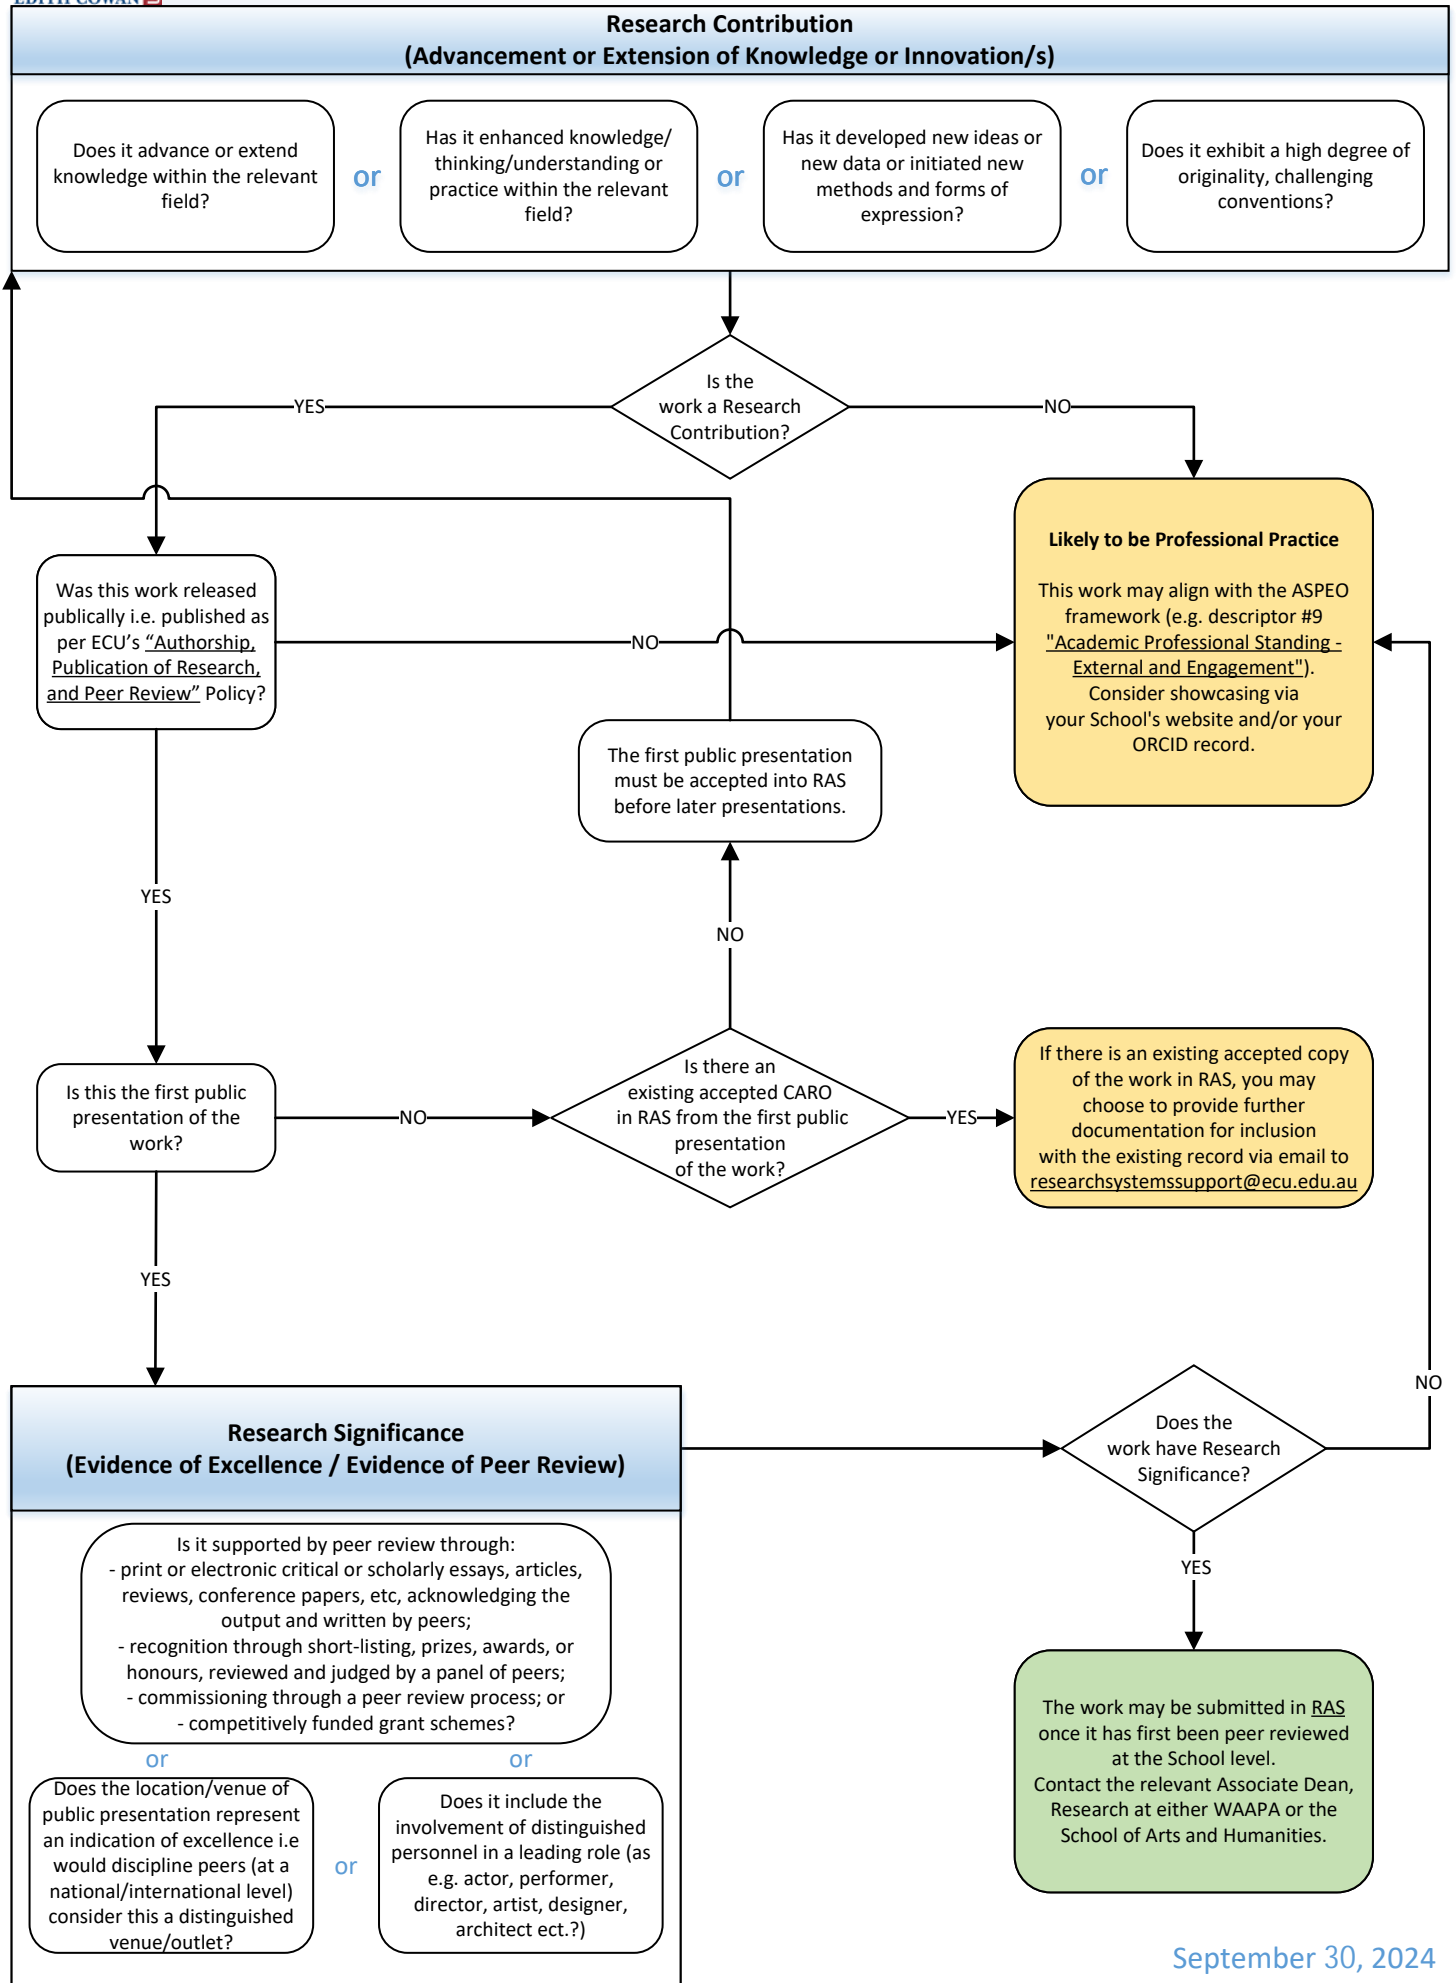 EDITH COWAN
Research Contribution
(Advancement or Extension of Knowledge or Innovation/s)
Does it advance or extend
knowledge within the relevant
field?
or
Has it enhanced knowledge/
thinking/understanding or
practice within the relevant
field?
or
Has it developed new ideas or
new data or initiated new
methods and forms of
expression?
or
Does it exhibit a high degree of
originality, challenging
conventions?
Is the
work a Research
Contribution?
YES
NO
Likely to be Professional Practice
This work may align with the ASPEO
framework (e.g. descriptor #9
"Academic Professional Standing -
External and Engagement").
Consider showcasing via
your School's website and/or your
ORCID record.
Was this work released
publically i.e. published as
per ECU’s “Authorship,
Publication of Research,
and Peer Review” Policy?
NO
YES
The first public presentation
must be accepted into RAS
before later presentations.
NO
Is this the first public
presentation of the
work?
NO
Is there an
existing accepted CARO
in RAS from the first public
presentation
of the work?
YES
If there is an existing accepted copy
of the work in RAS, you may
choose to provide further
documentation for inclusion
with the existing record via email to
researchsystemssupport@ecu.edu.au
YES
Research Significance
(Evidence of Excellence / Evidence of Peer Review)
Is it supported by peer review through:
- print or electronic critical or scholarly essays, articles,
reviews, conference papers, etc, acknowledging the
output and written by peers;
- recognition through short-listing, prizes, awards, or
honours, reviewed and judged by a panel of peers;
- commissioning through a peer review process; or
- competitively funded grant schemes?
or
or
Does the location/venue of
public presentation represent
an indication of excellence i.e
would discipline peers (at a
national/international level)
consider this a distinguished
venue/outlet?
or
Does it include the
involvement of distinguished
personnel in a leading role (as
e.g. actor, performer,
director, artist, designer,
architect ect.?)
Does the
work have Research
Significance?
NO
YES
The work may be submitted in RAS
once it has first been peer reviewed
at the School level.
Contact the relevant Associate Dean,
Research at either WAAPA or the
School of Arts and Humanities.
September 30, 2024